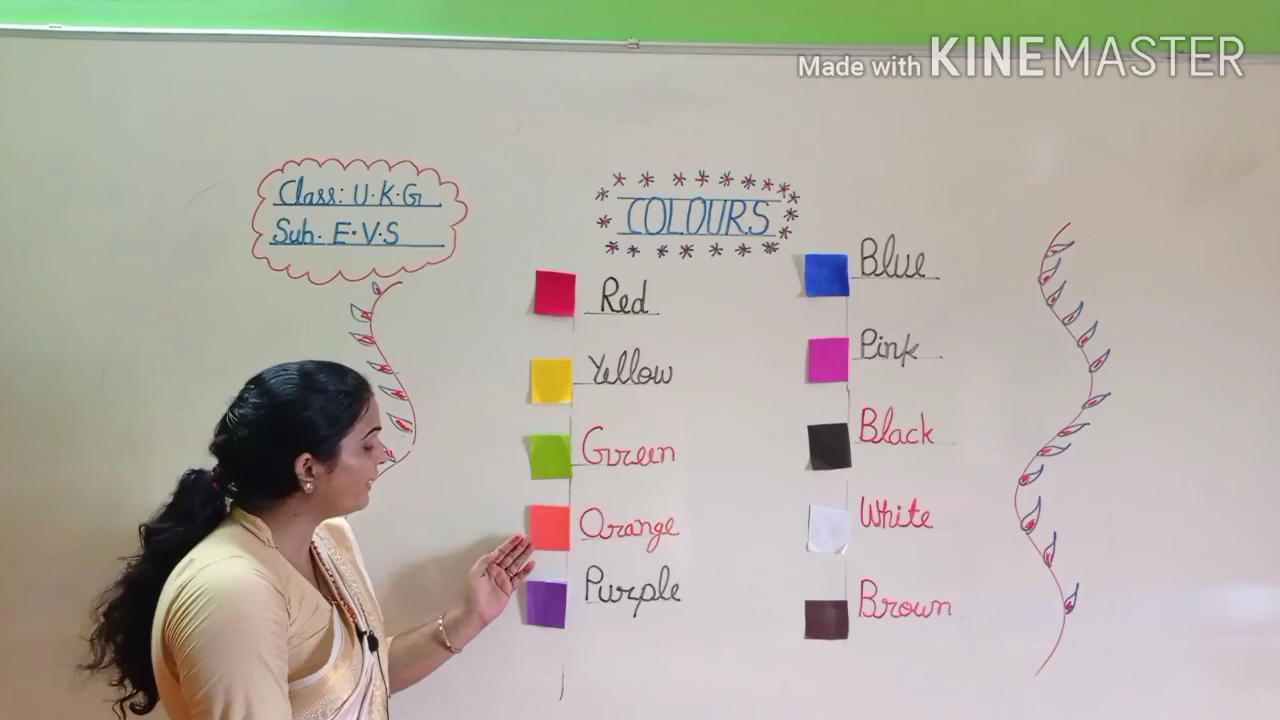 Made with KINEMASTER
Class: U.K.G
Sub. E.V.S
COLOURS
Red
Yellow
Green
Orange
Purple
Blue
Pink
Black
White
Brown